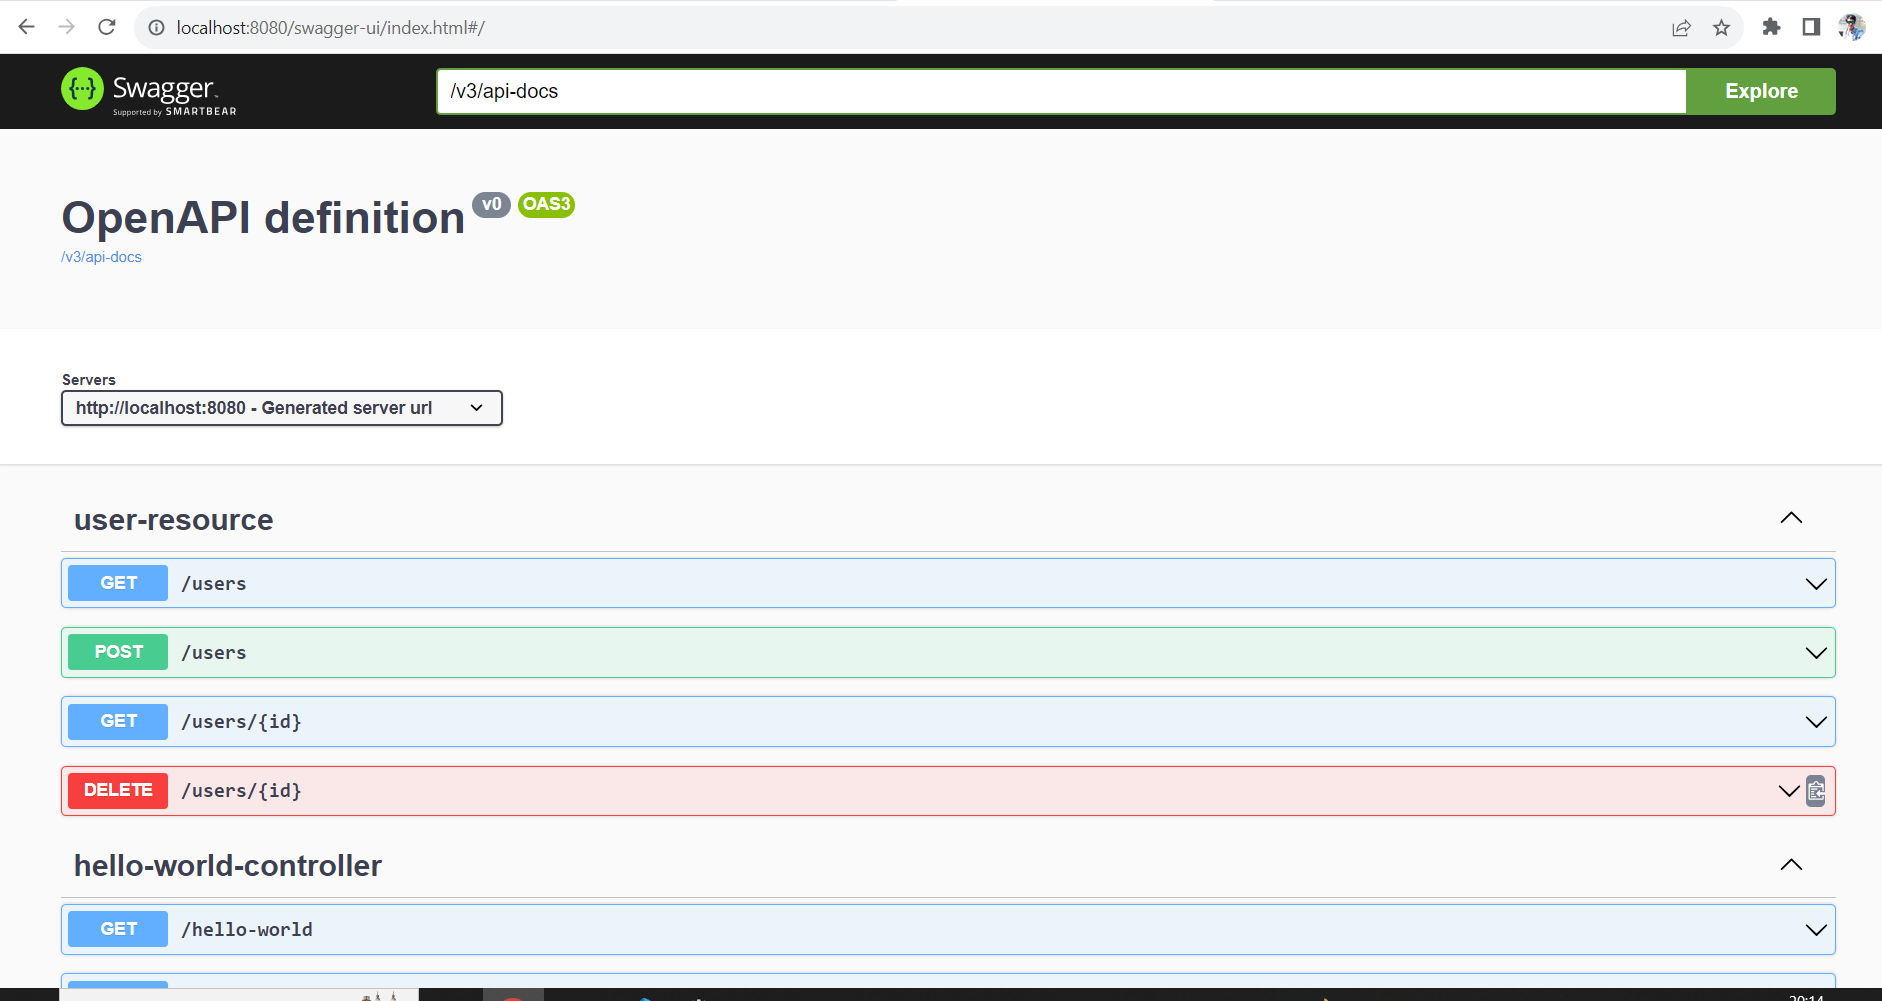 localhost:8080/swagger-ui/index.html#/
Swagger™
Supported by SMARTBEAR
/v3/api-docs
Explore
OpenAPI definition v0 OAS3
/v3/api-docs
Servers
http://localhost:8080 - Generated server url
user-resource
GET /users
POST /users
GET /users/{id}
DELETE /users/{id}
hello-world-controller
GET /hello-world